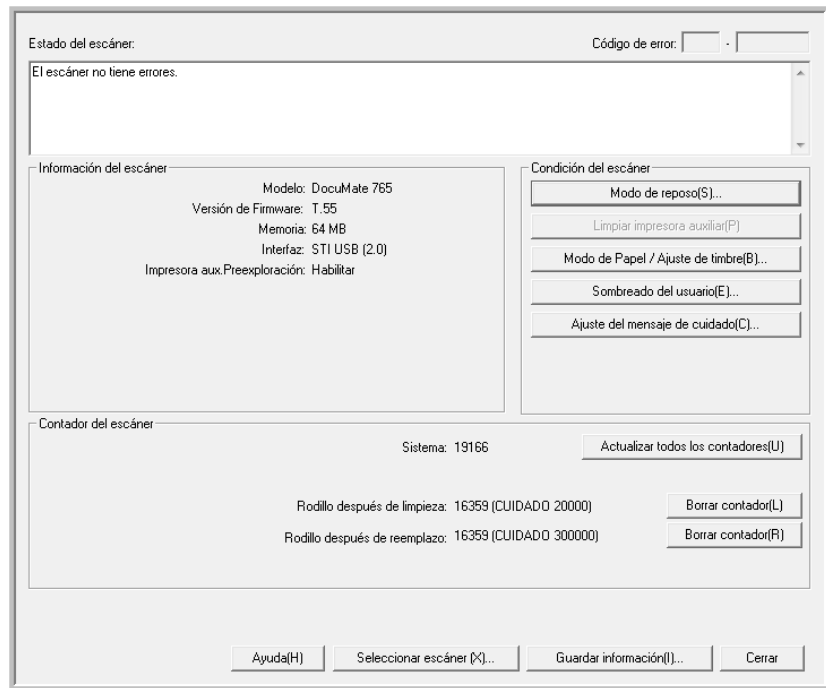 Estado del escáner:
Código de error: -
El escáner no tiene errores.
Información del escáner
Modelo: DocuMate 765
Versión de Firmware: T.55
Memoria: 64 MB
Interfaz: STI USB (2.0)
Impresora aux.Preexploración: Habilitar
Condición del escáner
Modo de reposo(S)...
Limpiar impresora auxiliar(P)
Modo de Papel / Ajuste de timbre(B)...
Sombreado del usuario(E)...
Ajuste del mensaje de cuidado(C)...
Contador del escáner
Sistema: 19166
Actualizar todos los contadores(U)
Rodillo después de limpieza: 16359 (CUIDADO 20000)
Borrar contador(L)
Rodillo después de reemplazo: 16359 (CUIDADO 300000)
Borrar contador(R)
Ayuda(H)
Seleccionar escáner (X)...
Guardar información(I)...
Cerrar